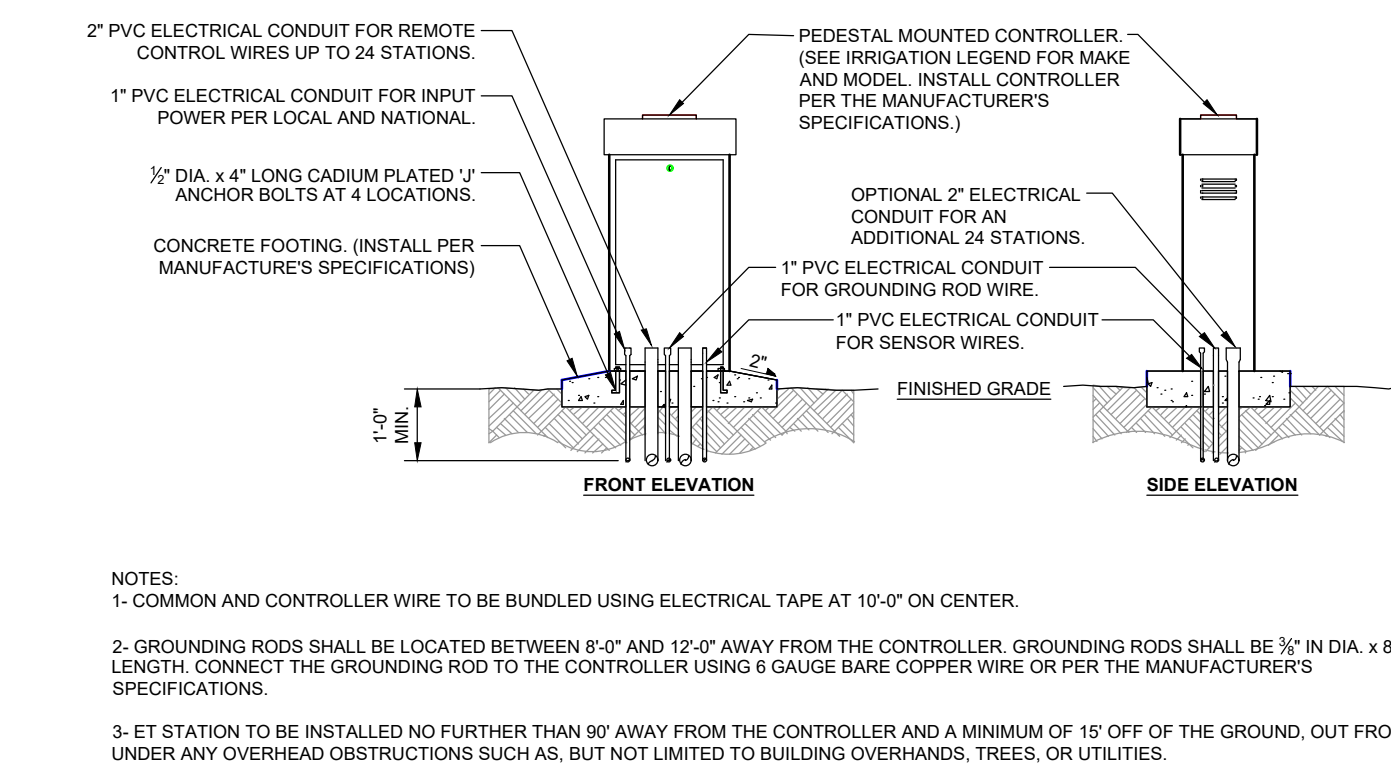 2" PVC ELECTRICAL CONDUIT FOR REMOTE
CONTROL WIRES UP TO 24 STATIONS.
1" PVC ELECTRICAL CONDUIT FOR INPUT
POWER PER LOCAL AND NATIONAL.
½" DIA. x 4" LONG CADIUM PLATED 'J'
ANCHOR BOLTS AT 4 LOCATIONS.
CONCRETE FOOTING. (INSTALL PER
MANUFACTURE'S SPECIFICATIONS)
PEDESTAL MOUNTED CONTROLLER.
(SEE IRRIGATION LEGEND FOR MAKE
AND MODEL. INSTALL CONTROLLER
PER THE MANUFACTURER'S
SPECIFICATIONS.)
OPTIONAL 2" ELECTRICAL
CONDUIT FOR AN
ADDITIONAL 24 STATIONS.
1" PVC ELECTRICAL CONDUIT
FOR GROUNDING ROD WIRE.
1" PVC ELECTRICAL CONDUIT
FOR SENSOR WIRES.
2"
FINISHED GRADE
1'-0"
MIN.
FRONT ELEVATION
SIDE ELEVATION
NOTES:
1- COMMON AND CONTROLLER WIRE TO BE BUNDLED USING ELECTRICAL TAPE AT 10'-0" ON CENTER.
2- GROUNDING RODS SHALL BE LOCATED BETWEEN 8'-0" AND 12'-0" AWAY FROM THE CONTROLLER. GROUNDING RODS SHALL BE ⅜" IN DIA. x 8
LENGTH. CONNECT THE GROUNDING ROD TO THE CONTROLLER USING 6 GAUGE BARE COPPER WIRE OR PER THE MANUFACTURER'S
SPECIFICATIONS.
3- ET STATION TO BE INSTALLED NO FURTHER THAN 90' AWAY FROM THE CONTROLLER AND A MINIMUM OF 15' OFF OF THE GROUND, OUT FRO
UNDER ANY OVERHEAD OBSTRUCTIONS SUCH AS, BUT NOT LIMITED TO BUILDING OVERHANDS, TREES, OR UTILITIES.